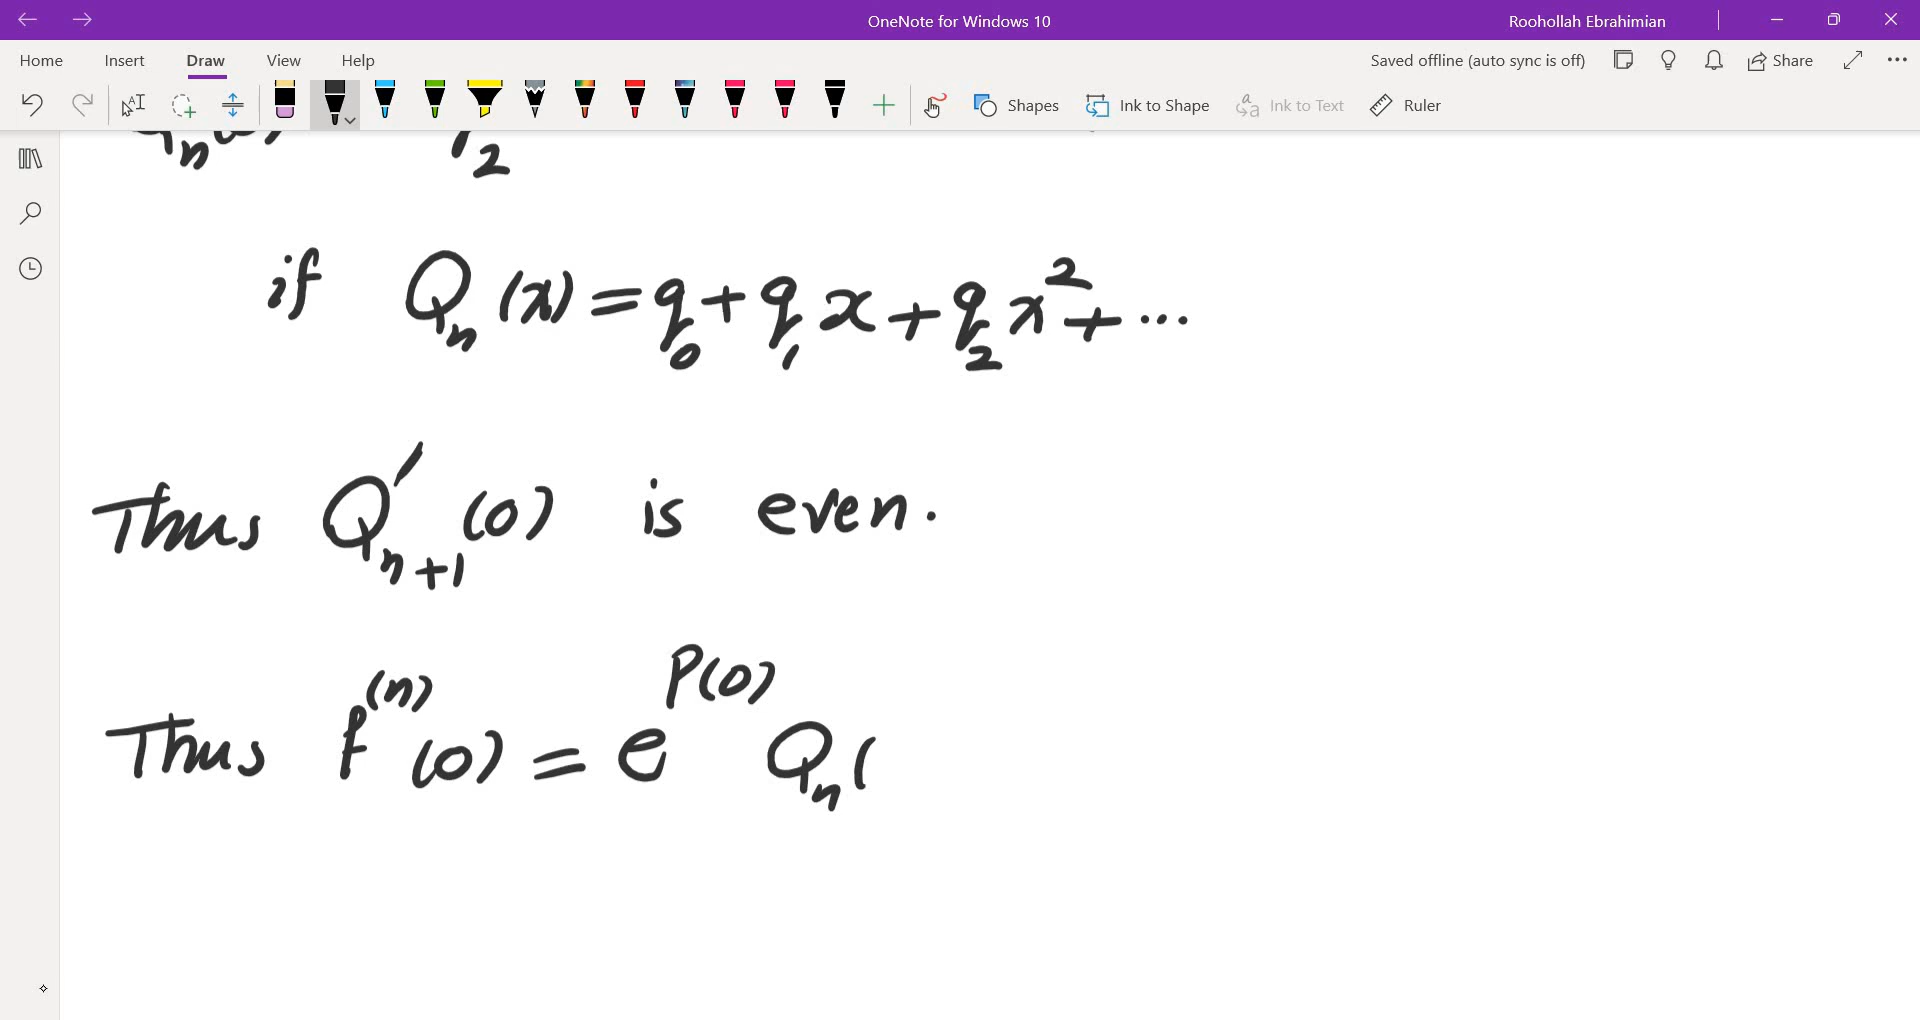 OneNote for Windows 10
Roohollah Ebrahimian
Home Insert Draw View Help
Saved offline (auto sync is off) Share
Shapes Ink to Shape Ink to Text Ruler
if Qₙ(x) = q₀ + q₁x + q₂x² + ⋯
Thus Q′ₙ₊₁(0) is even.
Thus f⁽ⁿ⁾(0) = e^P(0) Qₙ(